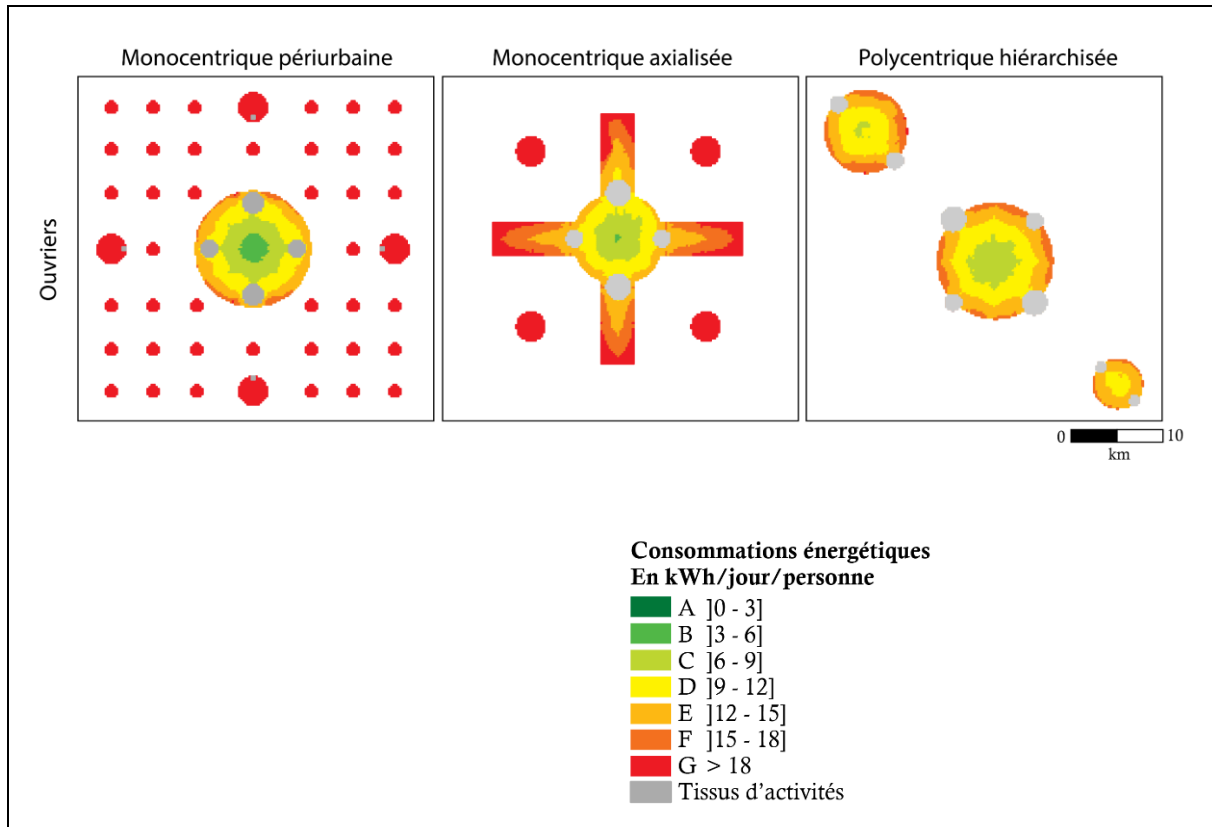 Monocentrique périurbaine
Monocentrique axialisée
Polycentrique hiérarchisée
Ouvriers
0 10
km
Consommations énergétiques
En kWh/jour/personne
A ]0 - 3]
B ]3 - 6]
C ]6 - 9]
D ]9 - 12]
E ]12 - 15]
F ]15 - 18]
G > 18
Tissus d'activités